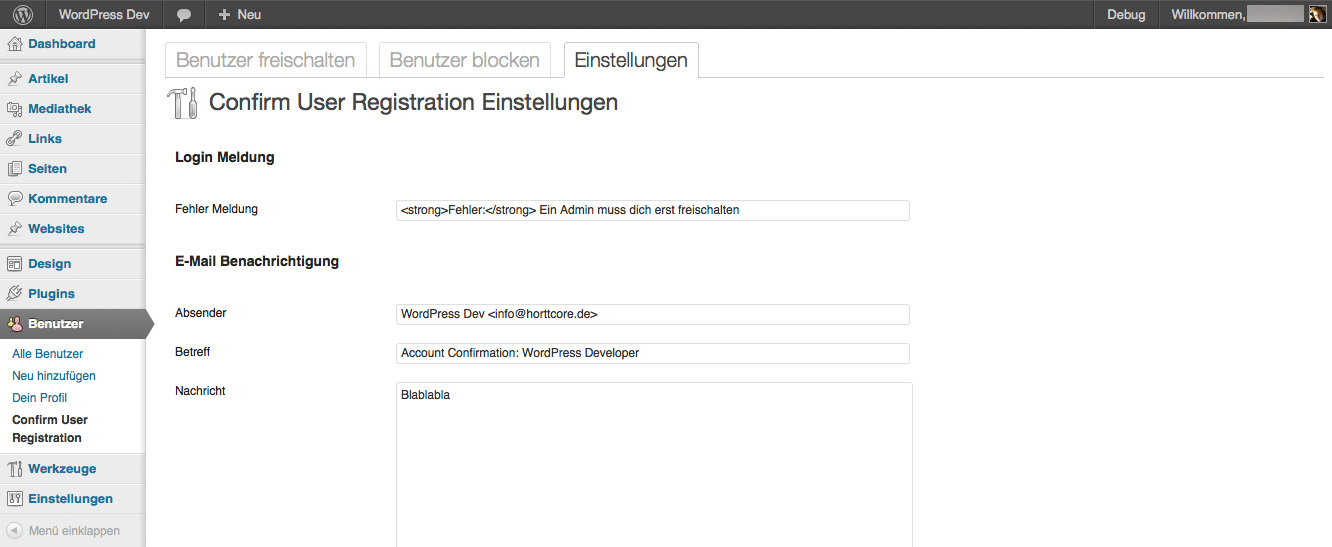 WordPress Dev
Neu
Debug
Willkommen,
Dashboard
Artikel
Mediathek
Links
Seiten
Kommentare
Websites
Design
Plugins
Benutzer
Alle Benutzer
Neu hinzufügen
Dein Profil
Confirm User
Registration
Werkzeuge
Einstellungen
Menü einklappen
Benutzer freischalten
Benutzer blocken
Einstellungen
Confirm User Registration Einstellungen
Login Meldung
Fehler Meldung
<strong>Fehler:</strong> Ein Admin muss dich erst freischalten
E-Mail Benachrichtigung
Absender
WordPress Dev <info@horttcore.de>
Betreff
Account Confirmation: WordPress Developer
Nachricht
Blablabla